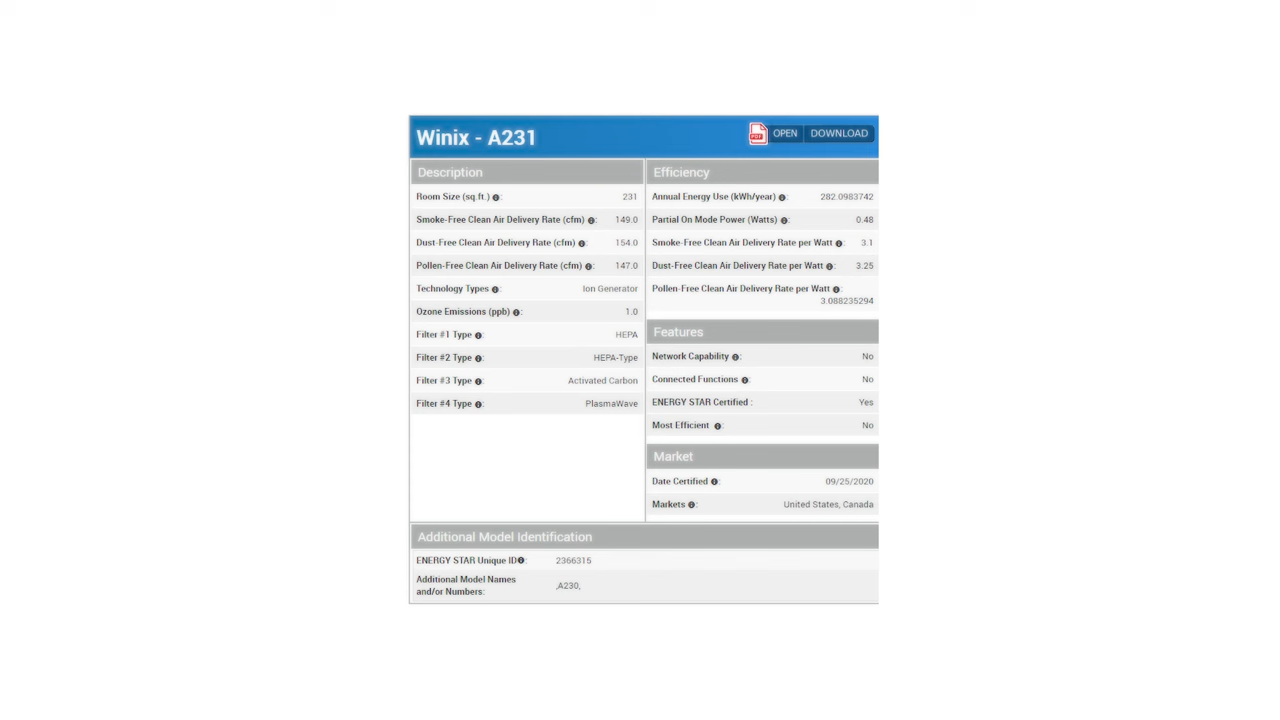 Winix - A231
PDF OPEN DOWNLOAD
Description
Room Size (sq.ft.) : 231
Smoke-Free Clean Air Delivery Rate (cfm) : 149.0
Dust-Free Clean Air Delivery Rate (cfm) : 154.0
Pollen-Free Clean Air Delivery Rate (cfm) : 147.0
Technology Types : Ion Generator
Ozone Emissions (ppb) : 1.0
Filter #1 Type : HEPA
Filter #2 Type : HEPA-Type
Filter #3 Type : Activated Carbon
Filter #4 Type : PlasmaWave
Efficiency
Annual Energy Use (kWh/year) : 282.0983742
Partial On Mode Power (Watts) : 0.48
Smoke-Free Clean Air Delivery Rate per Watt : 3.1
Dust-Free Clean Air Delivery Rate per Watt : 3.25
Pollen-Free Clean Air Delivery Rate per Watt :
3.088235294
Features
Network Capability : No
Connected Functions : No
ENERGY STAR Certified : Yes
Most Efficient : No
Market
Date Certified : 09/25/2020
Markets : United States, Canada
Additional Model Identification
ENERGY STAR Unique ID : 2366315
Additional Model Names
and/or Numbers: ,A230,